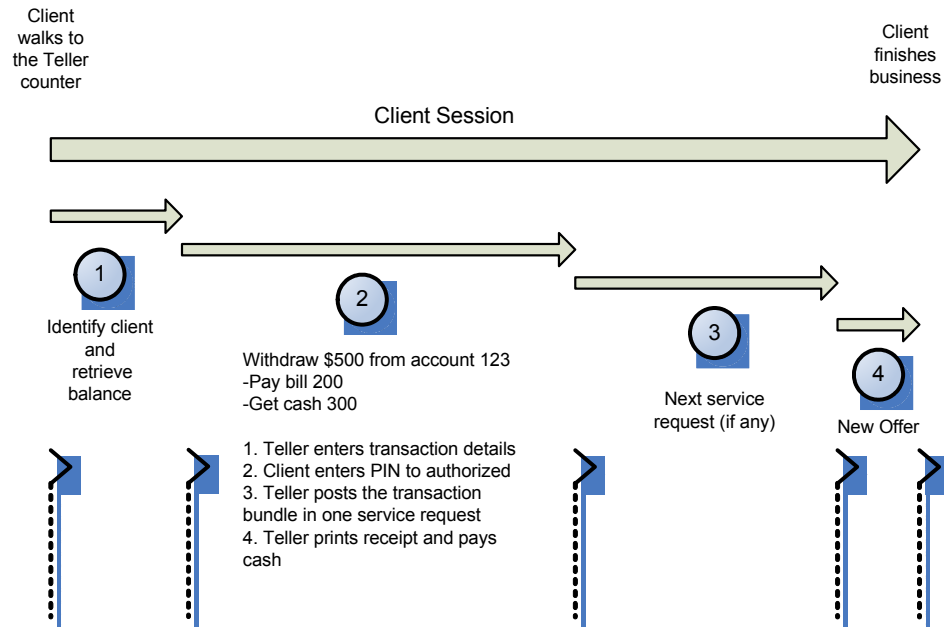 Client
walks to
the Teller
counter
Client
finishes
business
Client Session
1
Identify client
and
retrieve
balance
2
Withdraw $500 from account 123
-Pay bill 200
-Get cash 300
1. Teller enters transaction details
2. Client enters PIN to authorized
3. Teller posts the transaction
bundle in one service request
4. Teller prints receipt and pays
cash
3
Next service
request (if any)
4
New Offer